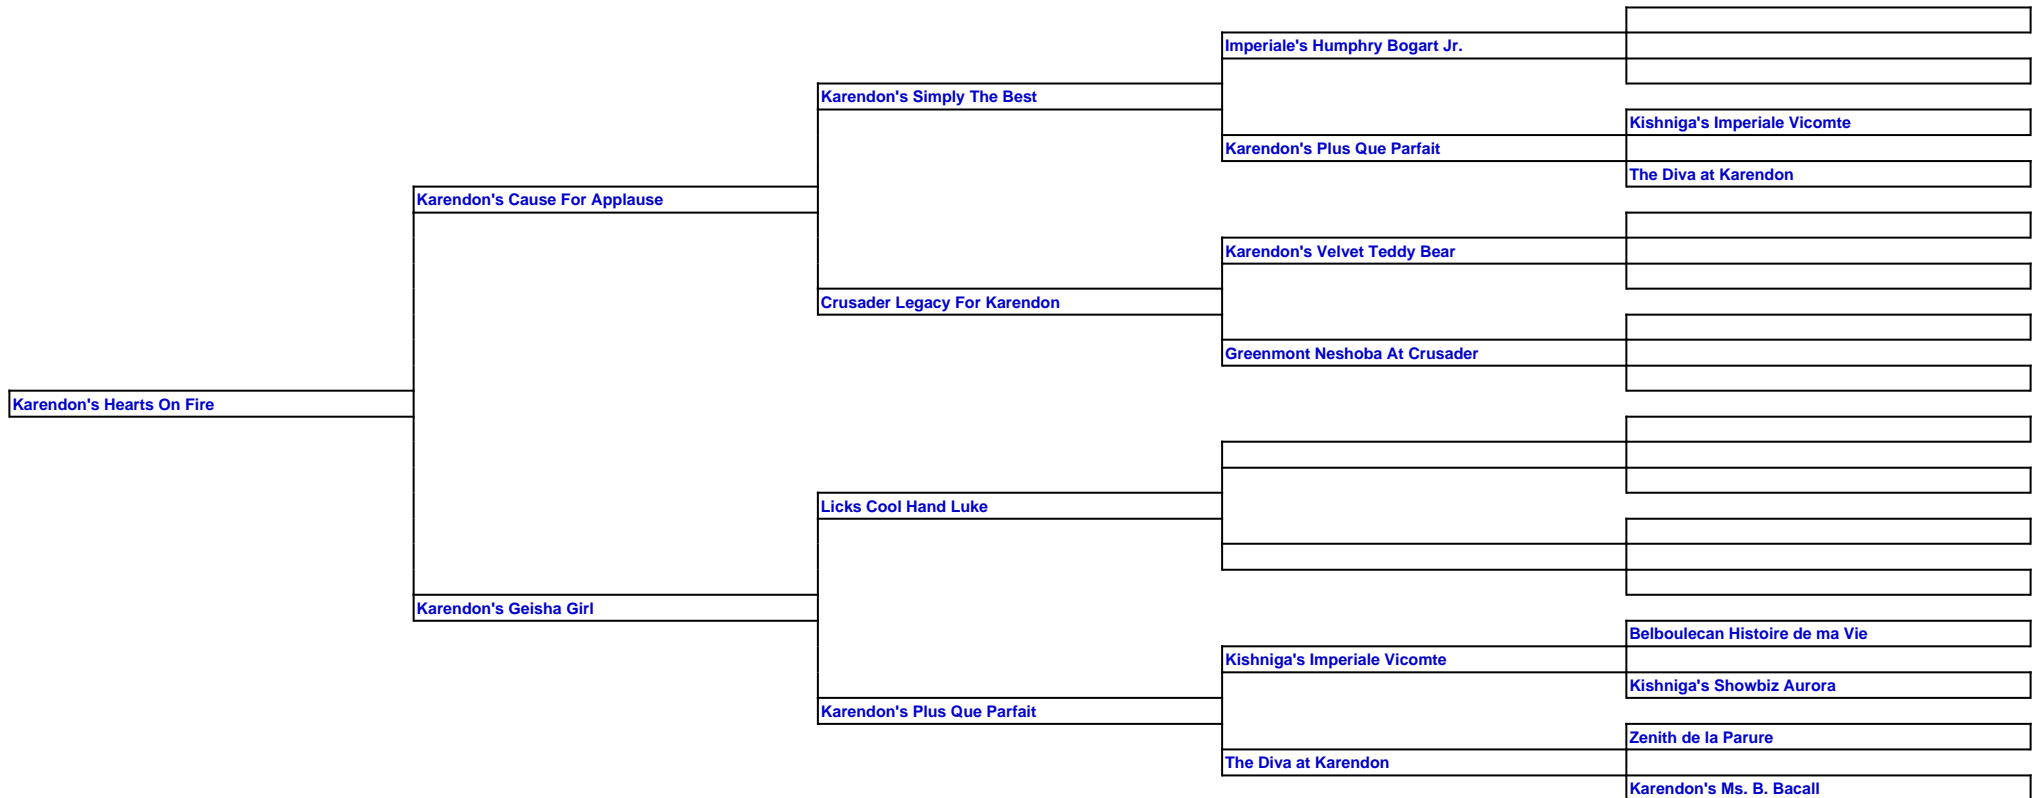 Imperiale's Humphry Bogart Jr.
Karendon's Simply The Best
Kishniga's Imperiale Vicomte
Karendon's Plus Que Parfait
The Diva at Karendon
Karendon's Cause For Applause
Karendon's Velvet Teddy Bear
Crusader Legacy For Karendon
Greenmont Neshoba At Crusader
Karendon's Hearts On Fire
Licks Cool Hand Luke
Karendon's Geisha Girl
Belboulecan Histoire de ma Vie
Kishniga's Imperiale Vicomte
Kishniga's Showbiz Aurora
Karendon's Plus Que Parfait
Zenith de la Parure
The Diva at Karendon
Karendon's Ms. B. Bacall